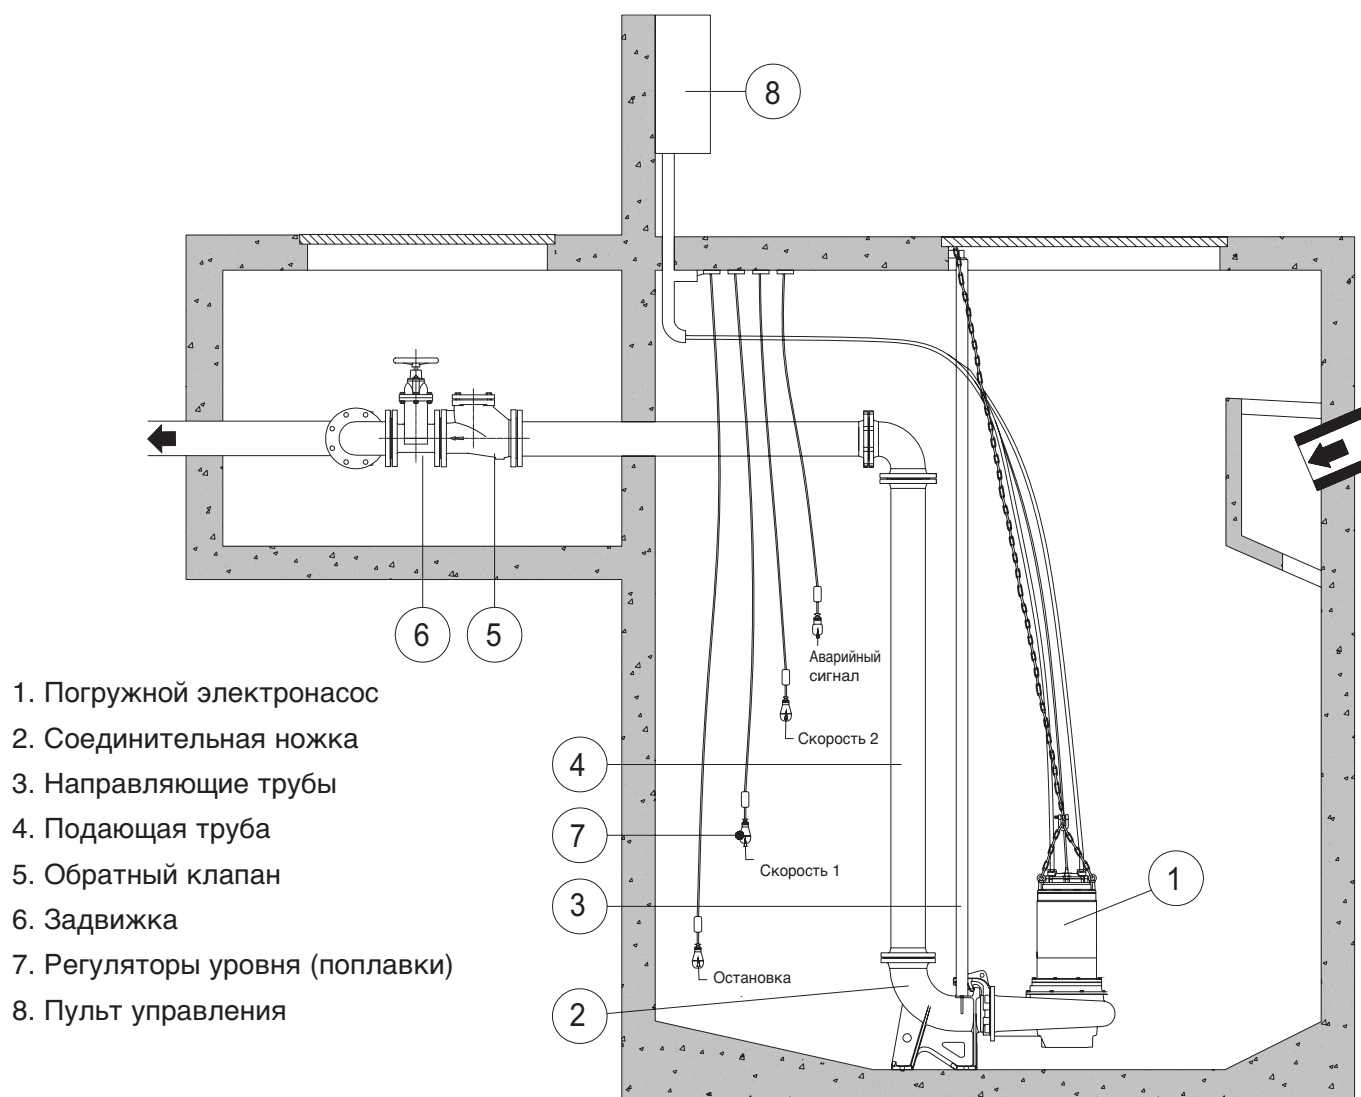 8
6
5
Аварийный
сигнал
Скорость 2
4
7
Скорость 1
1
3
Остановка
2
1. Погружной электронасос
2. Соединительная ножка
3. Направляющие трубы
4. Подающая труба
5. Обратный клапан
6. Задвижка
7. Регуляторы уровня (поплавки)
8. Пульт управления